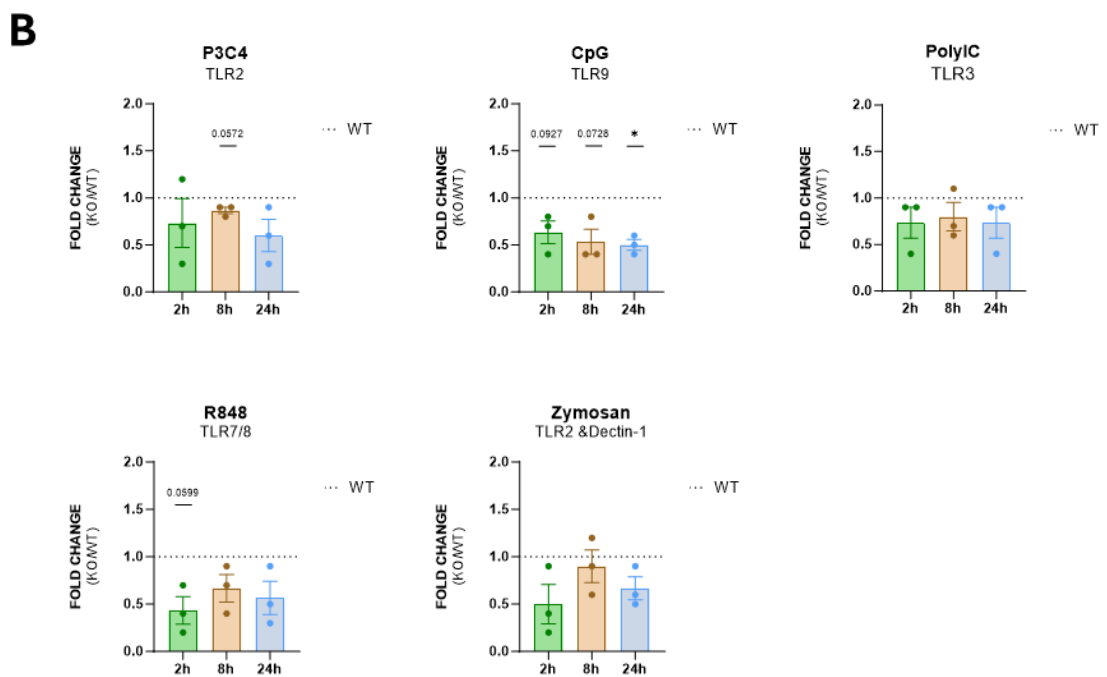 B
P3C4
TLR2
2.0
1.5
1.0
0.5
0.0
FOLD CHANGE
(KO/WT)
0.0572
2h
8h
24h
··· WT
CpG
TLR9
2.0
1.5
1.0
0.5
0.0
FOLD CHANGE
(KO/WT)
0.0927
0.0728
*
2h
8h
24h
··· WT
PolyIC
TLR3
2.0
1.5
1.0
0.5
0.0
FOLD CHANGE
(KO/WT)
2h
8h
24h
··· WT
R848
TLR7/8
2.0
1.5
1.0
0.5
0.0
FOLD CHANGE
(KO/WT)
0.0599
2h
8h
24h
··· WT
Zymosan
TLR2 &Dectin-1
2.0
1.5
1.0
0.5
0.0
FOLD CHANGE
(KO/WT)
2h
8h
24h
··· WT